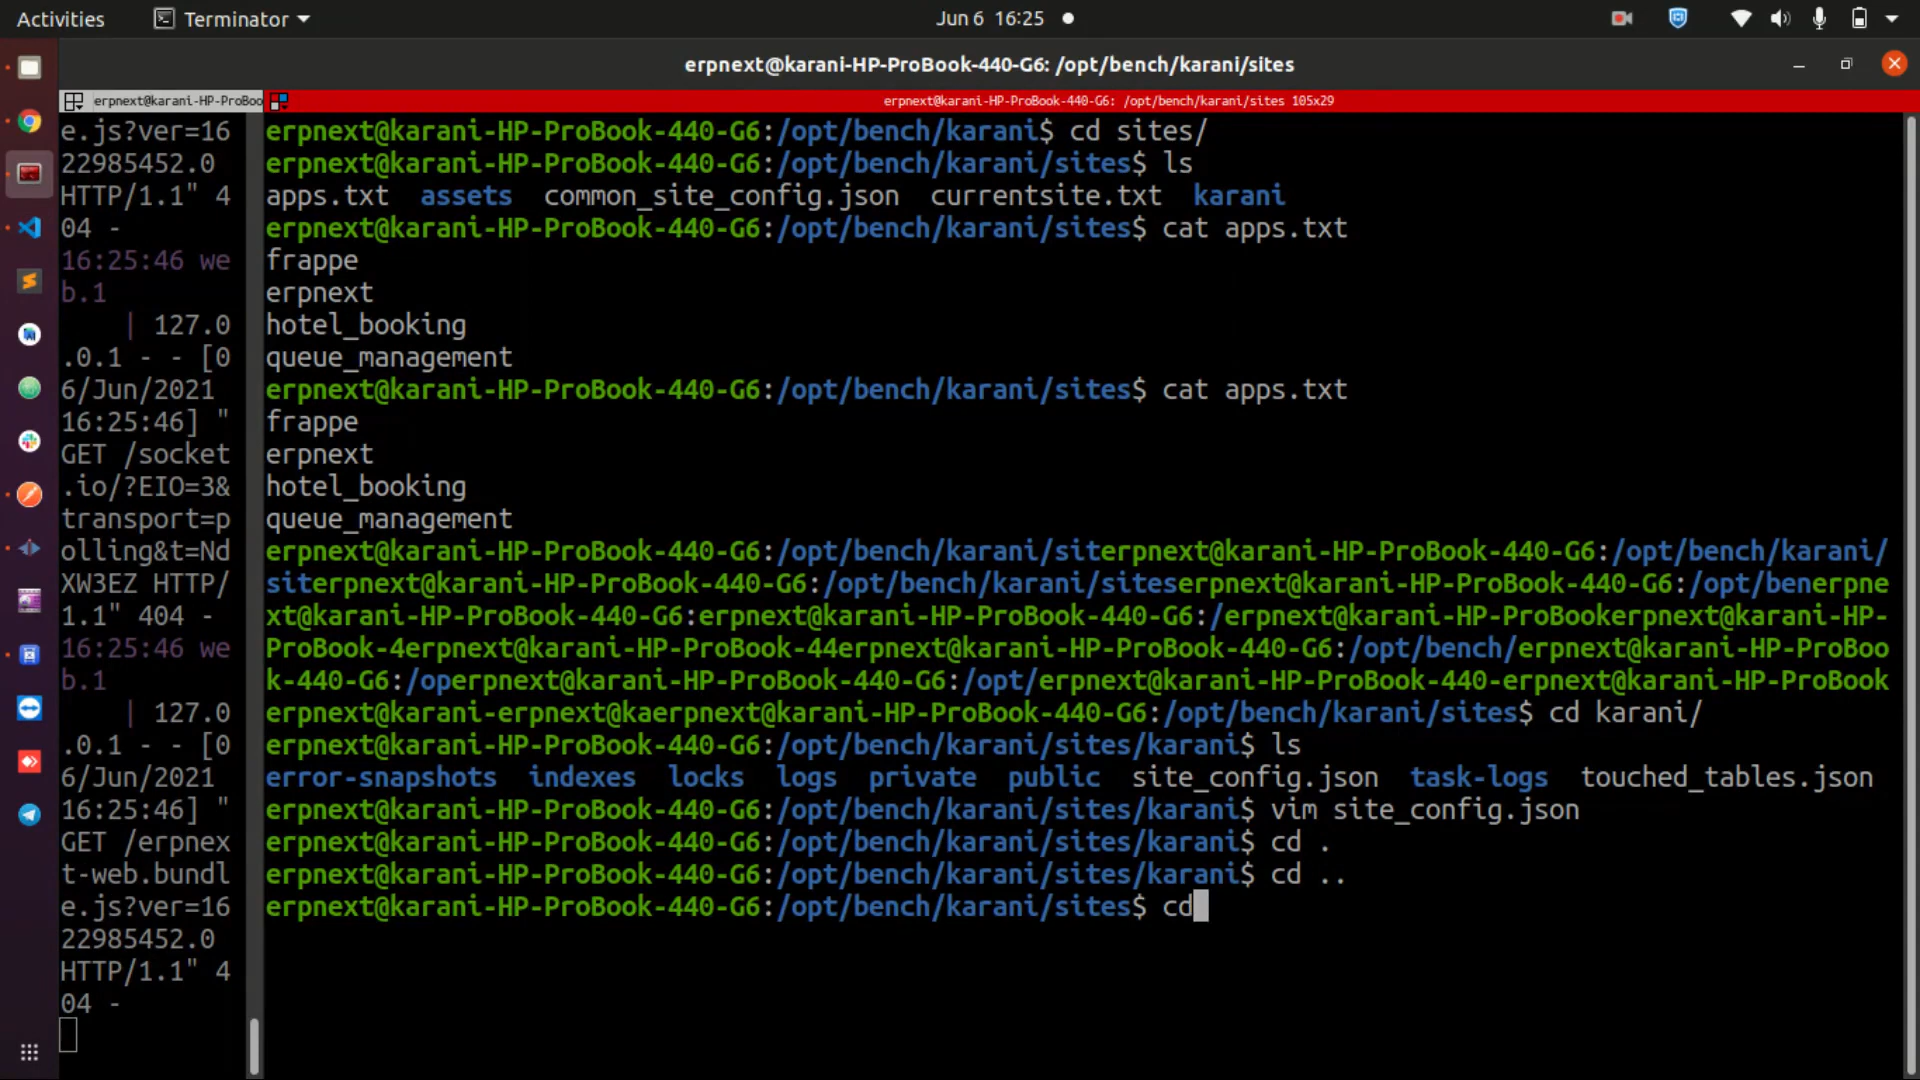 Activities
Terminator
Jun 6 16:25
erpnext@karani-HP-ProBook-440-G6: /opt/bench/karani/sites
erpnext@karani-HP-ProBoo
erpnext@karani-HP-ProBook-440-G6: /opt/bench/karani/sites 105x29
e.js?ver=16
22985452.0
HTTP/1.1" 4
04 -
16:25:46 we
b.1
| 127.0
.0.1 - - [0
6/Jun/2021
16:25:46] "
GET /socket
.io/?EIO=3&
transport=p
olling&t=Nd
XW3EZ HTTP/
1.1" 404 -
16:25:46 we
b.1
| 127.0
.0.1 - - [0
6/Jun/2021
16:25:46] "
GET /erpnex
t-web.bundl
e.js?ver=16
22985452.0
HTTP/1.1" 4
04 -
erpnext@karani-HP-ProBook-440-G6:/opt/bench/karani$ cd sites/
erpnext@karani-HP-ProBook-440-G6:/opt/bench/karani/sites$ ls
apps.txt assets common_site_config.json currentsite.txt karani
erpnext@karani-HP-ProBook-440-G6:/opt/bench/karani/sites$ cat apps.txt
frappe
erpnext
hotel_booking
queue_management
erpnext@karani-HP-ProBook-440-G6:/opt/bench/karani/sites$ cat apps.txt
frappe
erpnext
hotel_booking
queue_management
erpnext@karani-HP-ProBook-440-G6:/opt/bench/karani/siterpnext@karani-HP-ProBook-440-G6:/opt/bench/karani/
siterpnext@karani-HP-ProBook-440-G6:/opt/bench/karani/siteserpnext@karani-HP-ProBook-440-G6:/opt/benerpne
xt@karani-HP-ProBook-440-G6:erpnext@karani-HP-ProBook-440-G6:/erpnext@karani-HP-ProBookerpnext@karani-HP-
ProBook-4erpnext@karani-HP-ProBook-44erpnext@karani-HP-ProBook-440-G6:/opt/bench/erpnext@karani-HP-ProBoo
k-440-G6:/operpnext@karani-HP-ProBook-440-G6:/opt/erpnext@karani-HP-ProBook-440-erpnext@karani-HP-ProBook
erpnext@karani-erpnext@kaerpnext@karani-HP-ProBook-440-G6:/opt/bench/karani/sites$ cd karani/
erpnext@karani-HP-ProBook-440-G6:/opt/bench/karani/sites/karani$ ls
error-snapshots indexes locks logs private public site_config.json task-logs touched_tables.json
erpnext@karani-HP-ProBook-440-G6:/opt/bench/karani/sites/karani$ vim site_config.json
erpnext@karani-HP-ProBook-440-G6:/opt/bench/karani/sites/karani$ cd .
erpnext@karani-HP-ProBook-440-G6:/opt/bench/karani/sites/karani$ cd ..
erpnext@karani-HP-ProBook-440-G6:/opt/bench/karani/sites$ cd